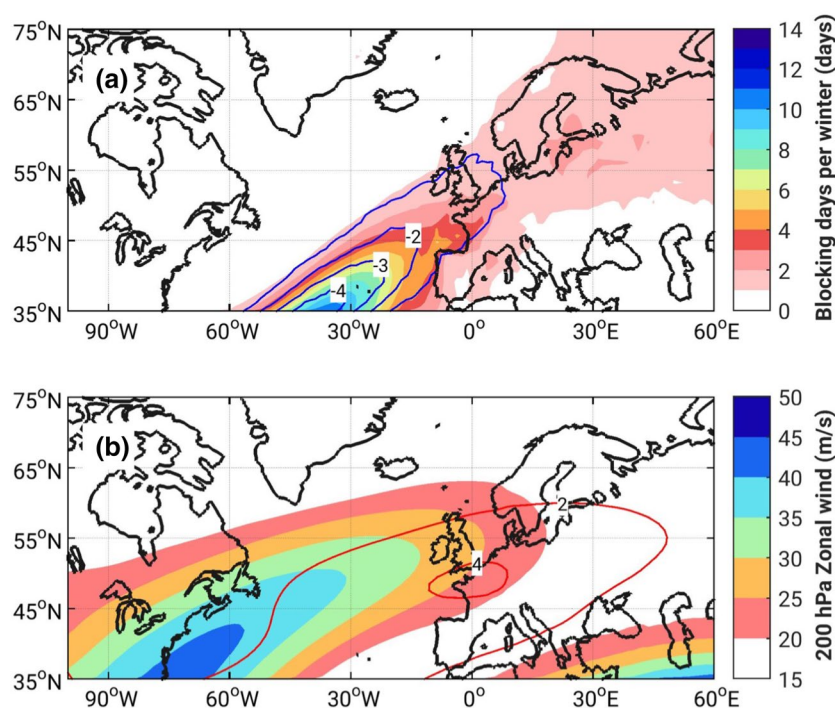 (a)
75°N
65°N
55°N
45°N
35°N
90°W
60°W
30°W
0°
30°E
60°E
-2
-3
-4
14
12
10
8
6
4
2
0
Blocking days per winter (days)
(b)
75°N
65°N
55°N
45°N
35°N
90°W
60°W
30°W
0°
30°E
60°E
2
4
50
45
40
35
30
25
20
15
200 hPa Zonal wind (m/s)